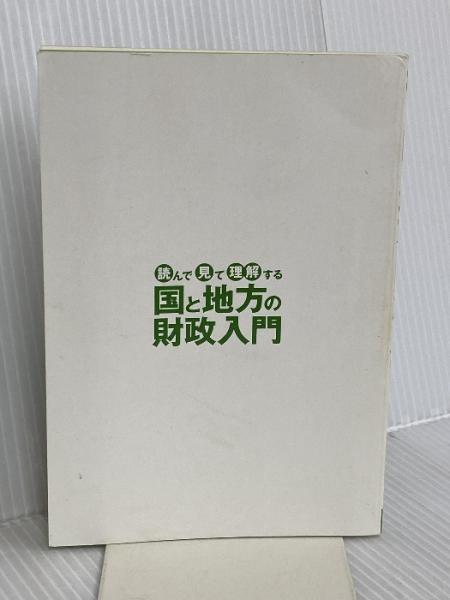 読んで見て理解する
国と地方の
財政入門